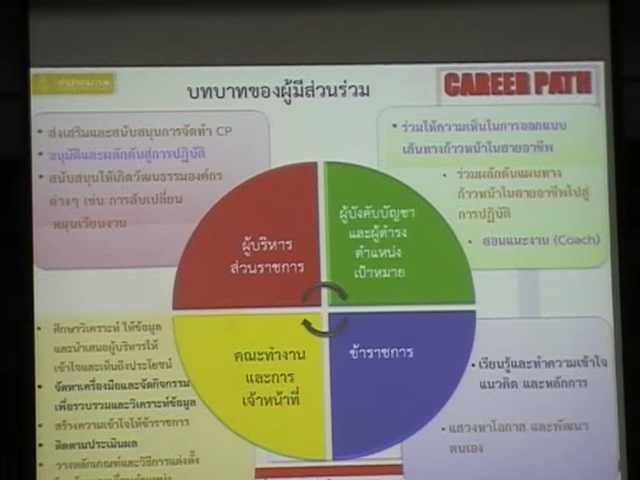 บทบาทของผู้มีส่วนร่วม
CAREER PATH
• ส่งเสริมและสนับสนุนการจัดทำ CP
• อนุมัติและผลักดันสู่การปฏิบัติ
• สนับสนุนให้เกิดวัฒนธรรมองค์กร
ต่างๆ เช่น การสับเปลี่ยน
หมุนเวียนงาน
• ร่วมให้ความเห็นในการออกแบบ
เส้นทางก้าวหน้าในสายอาชีพ
• ร่วมผลักดันแผนทาง
ก้าวหน้าในสายอาชีพไปสู่
การปฏิบัติ
• สอนแนะงาน (Coach)
ผู้บริหาร
ส่วนราชการ
ผู้บังคับบัญชา
และผู้ดำรง
ตำแหน่ง
เป้าหมาย
คณะทำงาน
และการ
เจ้าหน้าที่
ข้าราชการ
• ศึกษาวิเคราะห์ ให้ข้อมูล
และนำเสนอผู้บริหารให้
เข้าใจและเห็นถึงประโยชน์
• จัดหาเครื่องมือและจัดกิจกรรม
เพื่อรวบรวมและวิเคราะห์ข้อมูล
• สร้างความเข้าใจให้ข้าราชการ
• ติดตามประเมินผล
• วางหลักเกณฑ์และวิธีการแต่งตั้ง
• เรียนรู้และทำความเข้าใจ
แนวคิด และหลักการ
• แสวงหาโอกาส และพัฒนา
ตนเอง